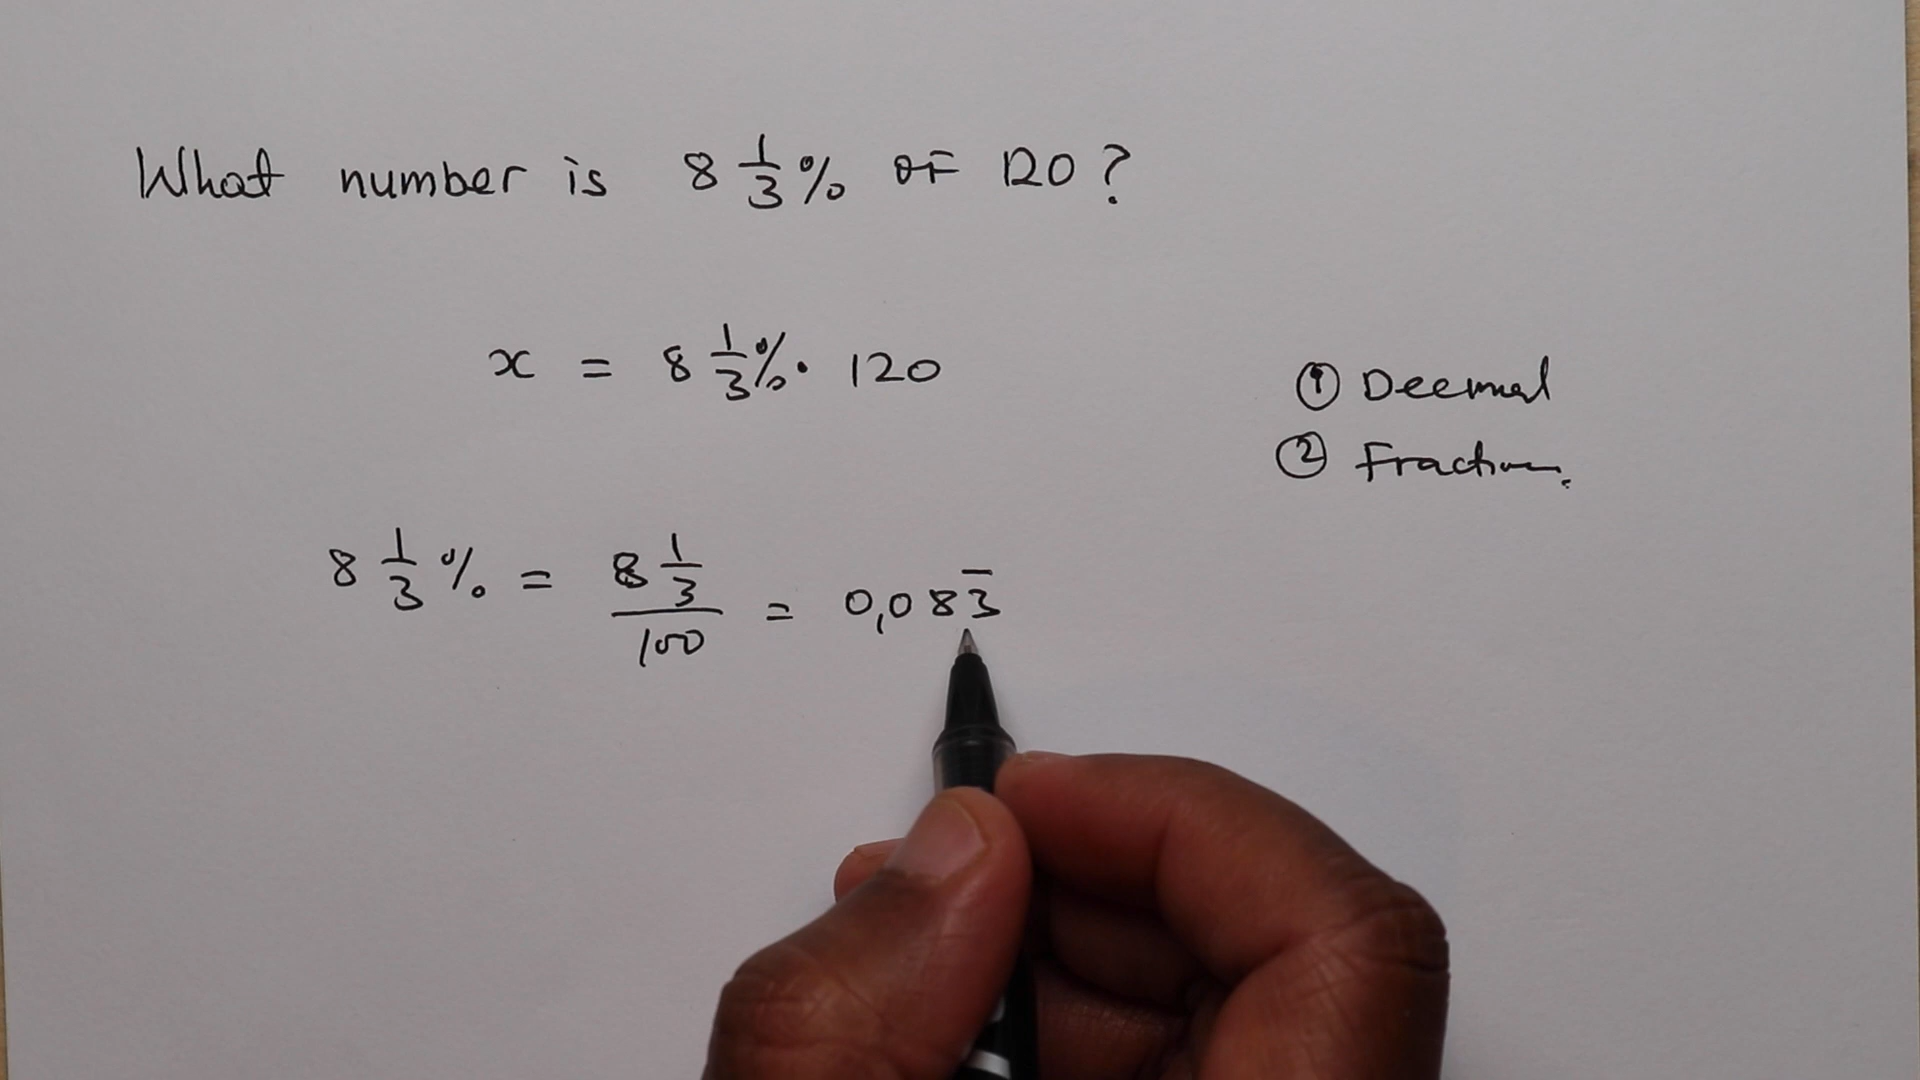 What number is 8 1/3 % of 120?
x = 8 1/3 % · 120
① Decimal
② Fraction.
8 1/3 % = 8 1/3 / 100 = 0,083̅